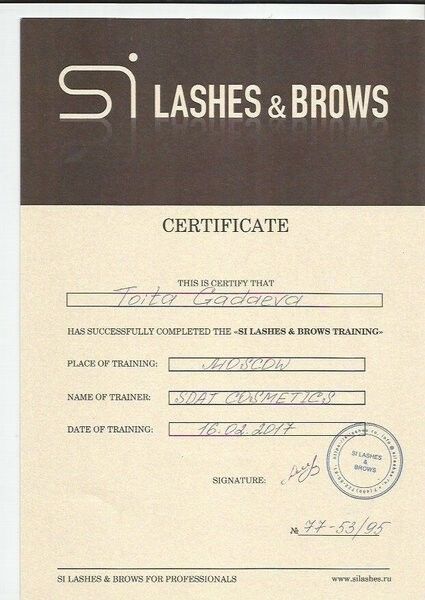 Si LASHES & BROWS
CERTIFICATE
THIS IS CERTIFY THAT
Toita Gadaeva
HAS SUCCESSFULLY COMPLETED THE «SI LASHES & BROWS TRAINING»
PLACE OF TRAINING: MOSCOW
NAME OF TRAINER: SDAT COSMETICS
DATE OF TRAINING: 16.02.2017
SI LASHES
&
BROWS
SIGNATURE:
№ 77-53/95
SI LASHES & BROWS FOR PROFESSIONALS www.silashes.ru